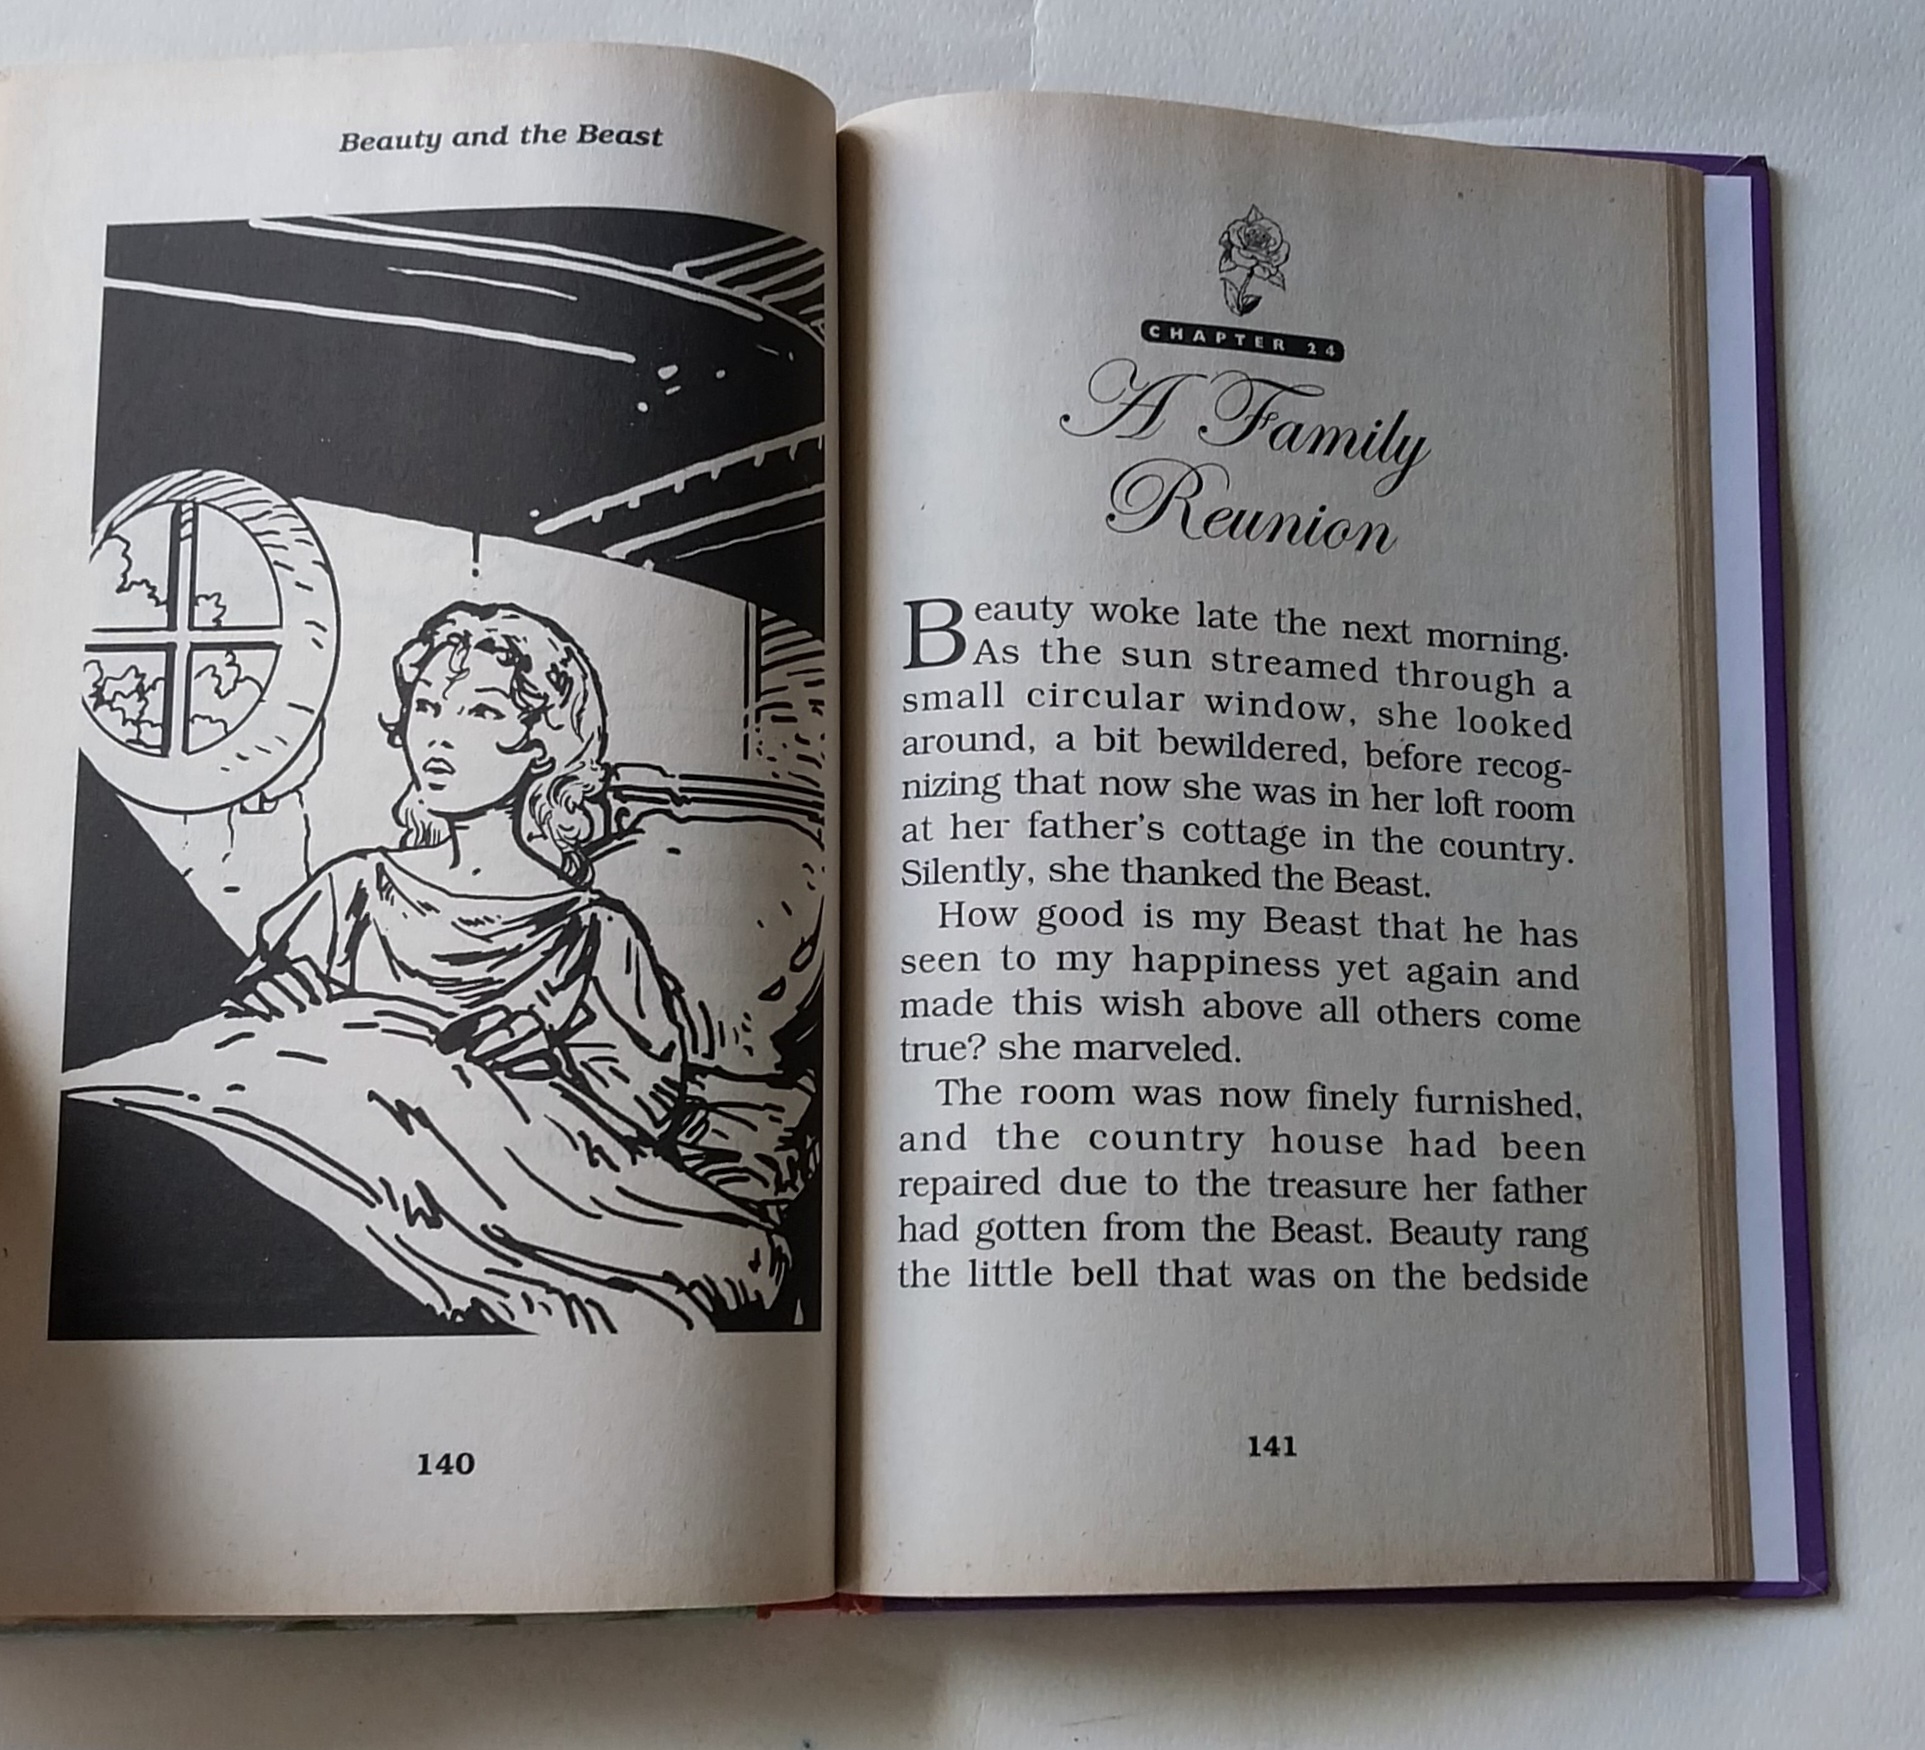 Beauty and the Beast
140
CHAPTER 24
A Family
Reunion
Beauty woke late the next morning.
As the sun streamed through a
small circular window, she looked
around, a bit bewildered, before recog-
nizing that now she was in her loft room
at her father's cottage in the country.
Silently, she thanked the Beast.
How good is my Beast that he has
seen to my happiness yet again and
made this wish above all others come
true? she marveled.
The room was now finely furnished,
and the country house had been
repaired due to the treasure her father
had gotten from the Beast. Beauty rang
the little bell that was on the bedside
141